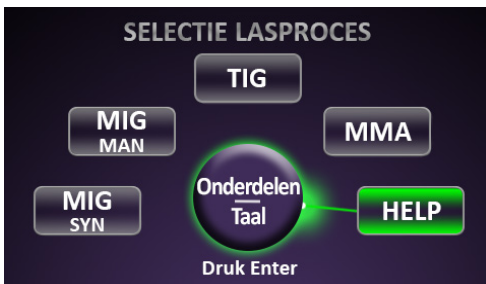 SELECTIE LASPROCES
TIG
MIG
MAN
MMA
MIG
SYN
Onderdelen
Taal
HELP
Druk Enter